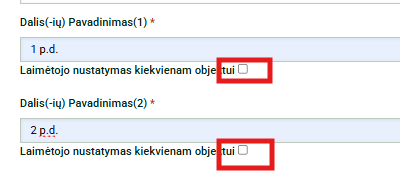 Dalis(-ių) Pavadinimas(1) *
1 p.d.
Laimėtojo nustatymas kiekvienam objektui
Dalis(-ių) Pavadinimas(2) *
2 p.d.
Laimėtojo nustatymas kiekvienam objektui